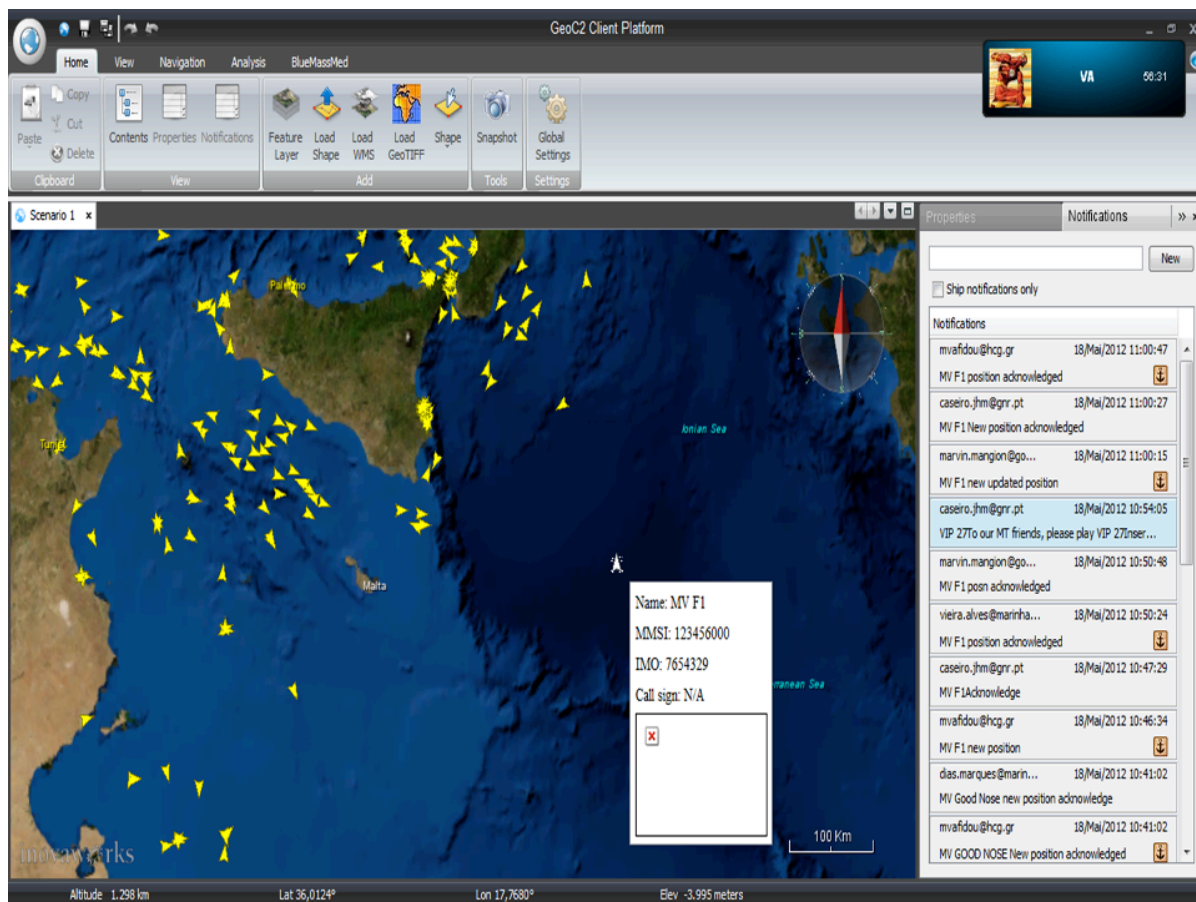 GeoC2 Client Platform
VA 56:31
Home View Navigation Analysis BlueMassMed
Paste
Copy
Cut
Delete
Contents Properties Notifications
Feature Layer
Load Shape
Load WMS
Load GeoTIFF
Shape
Snapshot
Global Settings
Clipboard View Add Tools Settings
Scenario 1
Palermo
Ionian Sea
Malta
Name: MV F1
MMSI: 123456000
IMO: 7654329
Call sign: N/A
rranean Sea
100 Km
inovaworks
Properties Notifications
New
Ship notifications only
Notifications
mvafidou@hcg.gr 18/Mai/2012 11:00:47
MV F1 position acknowledged
caseiro.jhm@gnr.pt 18/Mai/2012 11:00:27
MV F1 New position acknowledged
marvin.mangion@go... 18/Mai/2012 11:00:15
MV F1 new updated position
caseiro.jhm@gnr.pt 18/Mai/2012 10:54:05
VIP 27To our MT friends, please play VIP 27Inser...
marvin.mangion@go... 18/Mai/2012 10:50:48
MV F1 posn acknowledged
vieira.alves@marinha... 18/Mai/2012 10:50:24
MV F1 position acknowledged
caseiro.jhm@gnr.pt 18/Mai/2012 10:47:29
MV F1Acknowledge
mvafidou@hcg.gr 18/Mai/2012 10:46:34
MV F1 new position
dias.marques@marin... 18/Mai/2012 10:41:02
MV Good Nose new position acknowledge
mvafidou@hcg.gr 18/Mai/2012 10:41:02
MV GOOD NOSE New position acknowledged
Altitude 1.298 km Lat 36,0124° Lon 17,7680° Elev -3.995 meters